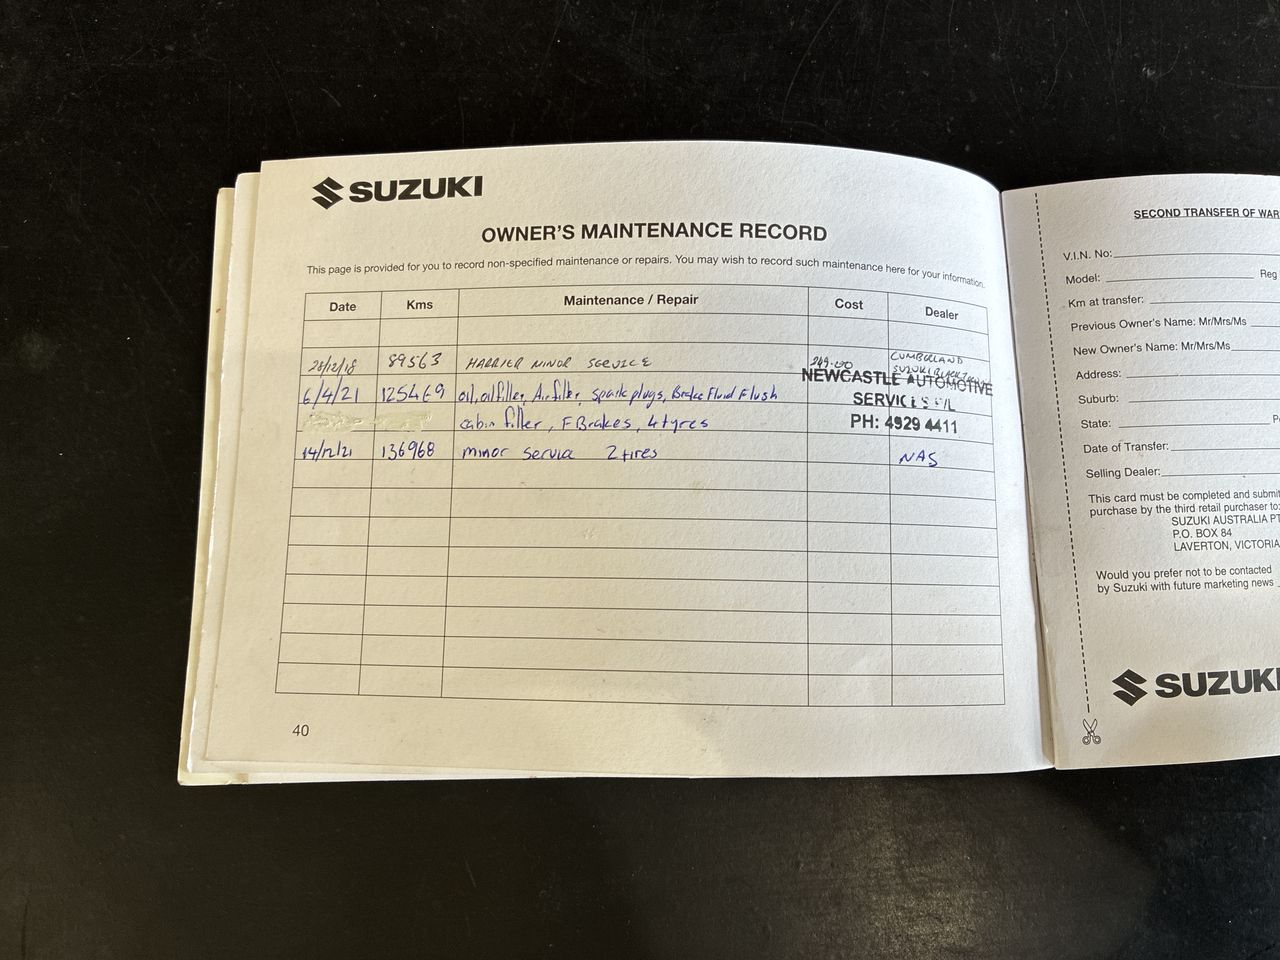 SUZUKI
OWNER'S MAINTENANCE RECORD
This page is provided for you to record non-specified maintenance or repairs. You may wish to record such maintenance here for your information.
Date Kms Maintenance / Repair Cost Dealer
28/12/18 89563 HARRIER MINOR SERVICE 249.00 CUMBERLAND
SUZUKI
NEWCASTLE AUTOMOTIVE
6/4/21 125469 oil, oil filter, Air filter, spark plugs, Brake Fluid Flush SERVICES P/L
cabin filter, F Brakes, 4 tyres PH: 4929 4411
14/12/21 136968 minor service 2 tires NAS
40
SECOND TRANSFER OF WAR
V.I.N. No:
Model: Reg
Km at transfer:
Previous Owner's Name: Mr/Mrs/Ms
New Owner's Name: Mr/Mrs/Ms
Address:
Suburb:
State: P
Date of Transfer:
Selling Dealer:
This card must be completed and submit
purchase by the third retail purchaser to:
SUZUKI AUSTRALIA PT
P.O. BOX 84
LAVERTON, VICTORIA
Would you prefer not to be contacted
by Suzuki with future marketing news
SUZUKI